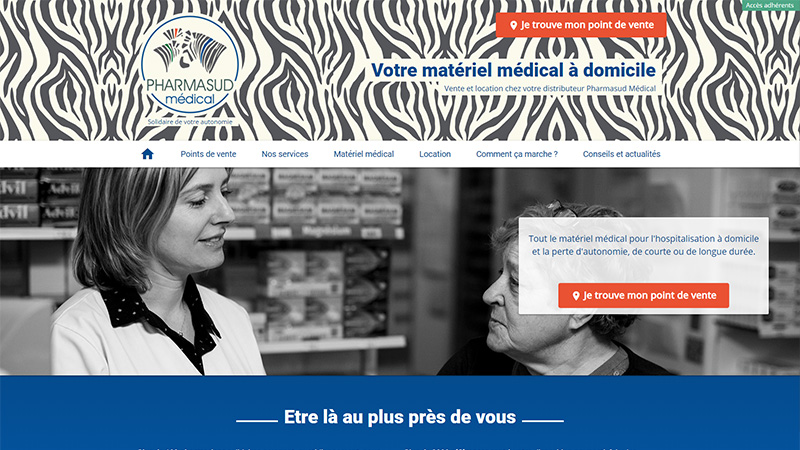 Accès adhérents
Je trouve mon point de vente
PHARMASUD
médical
Solidaire de votre autonomie
Votre matériel médical à domicile
Vente et location chez votre distributeur Pharmasud Médical
Points de vente
Nos services
Matériel médical
Location
Comment ça marche ?
Conseils et actualités
Advil
Advil
Tout le matériel médical pour l'hospitalisation à domicile
et la perte d'autonomie, de courte ou de longue durée.
Je trouve mon point de vente
Etre là au plus près de vous